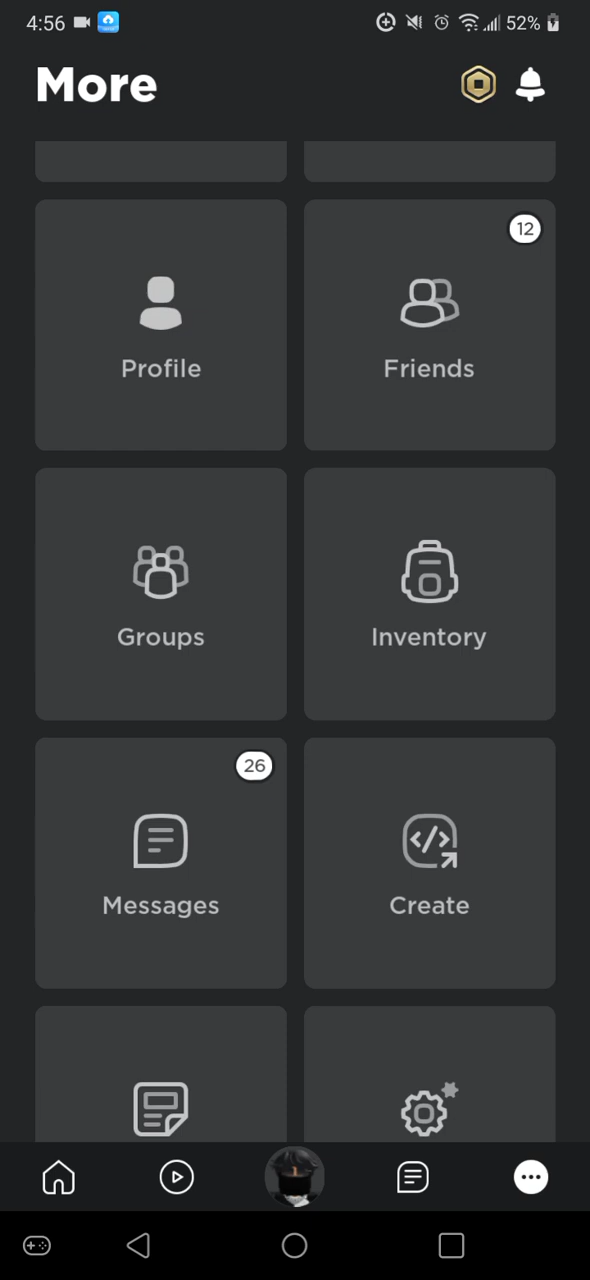 4:56 52%
More
12
Profile Friends
Groups Inventory
26
Messages Create